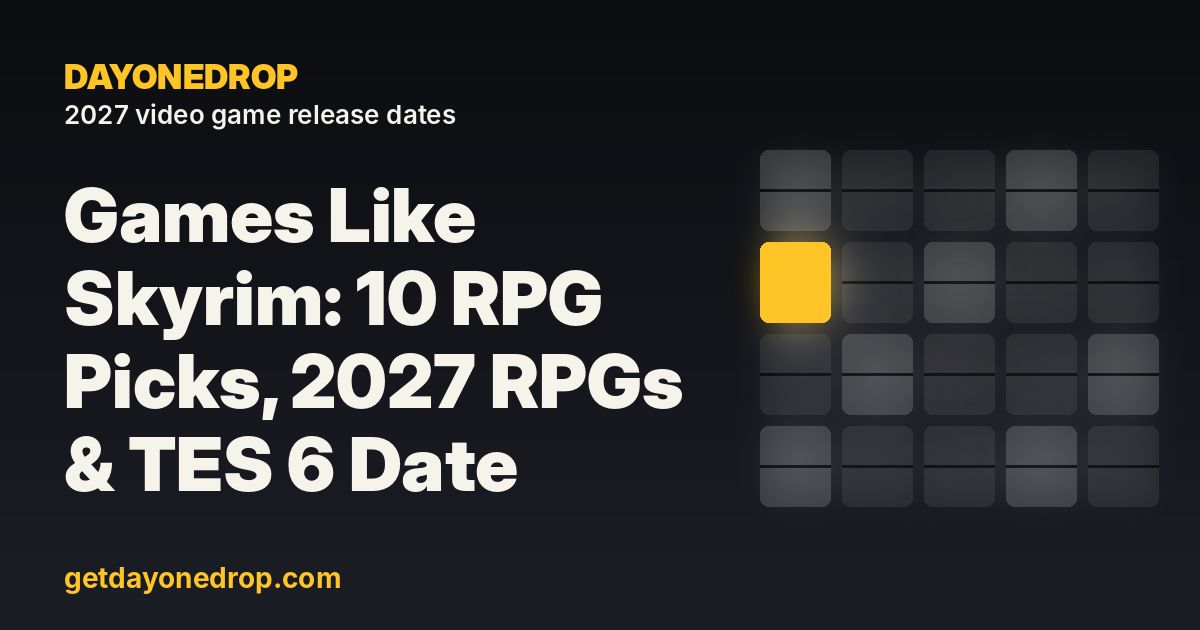 DAYONEDROP
2027 video game release dates
Games Like
Skyrim: 10 RPG
Picks, 2027 RPGs
& TES 6 Date
getdayonedrop.com